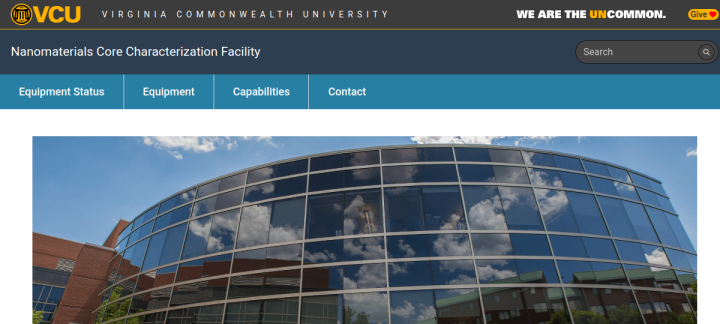 VCU VIRGINIA COMMONWEALTH UNIVERSITY WE ARE THE UNCOMMON. Give
Nanomaterials Core Characterization Facility Search
Equipment Status Equipment Capabilities Contact